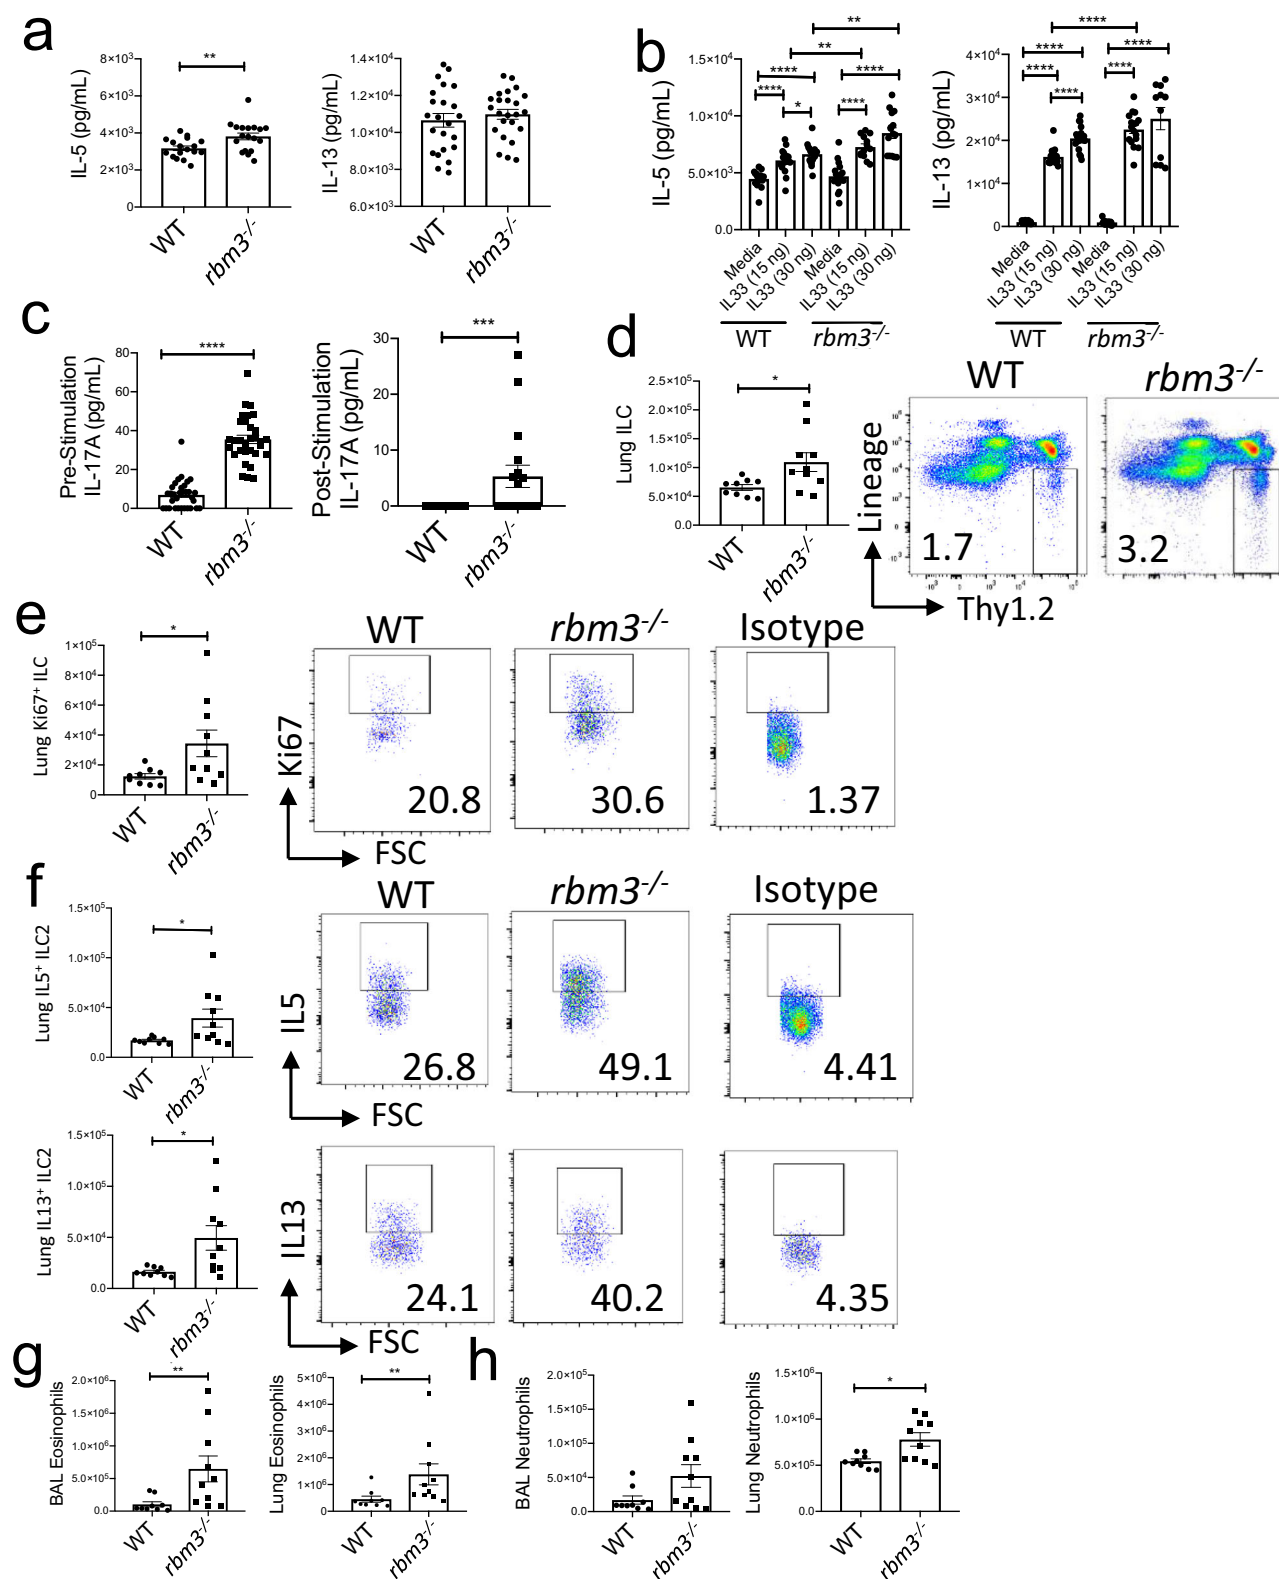 a
IL-5 (pg/mL)
8×10³
6×10³
4×10³
2×10³
0
**
WT
rbm3-/-
IL-13 (pg/mL)
1.4×10⁴
1.2×10⁴
1.0×10⁴
8.0×10³
6.0×10³
WT
rbm3-/-
b
IL-5 (pg/mL)
1.5×10⁴
1.0×10⁴
5.0×10³
0.0
**
**
****
****
****
*
****
Media
IL33 (15 ng)
IL33 (30 ng)
Media
IL33 (15 ng)
IL33 (30 ng)
WT
rbm3-/-
IL-13 (pg/mL)
4×10⁴
3×10⁴
2×10⁴
1×10⁴
0
****
****
****
****
****
****
Media
IL33 (15 ng)
IL33 (30 ng)
Media
IL33 (15 ng)
IL33 (30 ng)
WT
rbm3-/-
c
Pre-Stimulation
IL-17A (pg/mL)
80
60
40
20
0
****
WT
rbm3-/-
Post-Stimulation
IL-17A (pg/mL)
30
20
10
0
***
WT
rbm3-/-
d
Lung ILC
2.5×10⁵
2.0×10⁵
1.5×10⁵
1.0×10⁵
5.0×10⁴
0.0
*
WT
rbm3-/-
WT
rbm3-/-
Lineage
1.7
3.2
Thy1.2
e
Lung Ki67⁺ ILC
1×10⁵
8×10⁴
6×10⁴
4×10⁴
2×10⁴
0
*
WT
rbm3-/-
WT
rbm3-/-
Isotype
Ki67
20.8
30.6
1.37
FSC
f
Lung IL5⁺ ILC2
1.5×10⁵
1.0×10⁵
5.0×10⁴
0.0
*
WT
rbm3-/-
WT
rbm3-/-
Isotype
IL5
26.8
49.1
4.41
FSC
Lung IL13⁺ ILC2
1.5×10⁵
1.0×10⁵
5.0×10⁴
0.0
*
WT
rbm3-/-
IL13
24.1
40.2
4.35
FSC
g
BAL Eosinophils
2.0×10⁶
1.5×10⁶
1.0×10⁶
5.0×10⁵
0.0
**
WT
rbm3-/-
Lung Eosinophils
5×10⁶
4×10⁶
3×10⁶
2×10⁶
1×10⁶
0
**
WT
rbm3-/-
h
BAL Neutrophils
2.0×10⁵
1.5×10⁵
1.0×10⁵
5.0×10⁴
0.0
WT
rbm3-/-
Lung Neutrophils
1.5×10⁶
1.0×10⁶
5.0×10⁵
0.0
*
WT
rbm3-/-